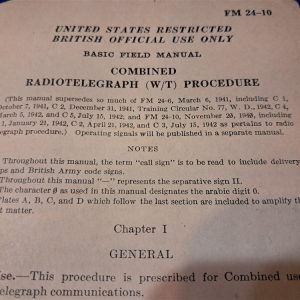 FM 24-10
UNITED STATES RESTRICTED
BRITISH OFFICIAL USE ONLY
BASIC FIELD MANUAL
COMBINED
RADIOTELEGRAPH (W/T) PROCEDURE
(This manual supersedes so much of FM 24-6, March 6, 1941, including C 1,
October 7, 1941, C 2, December 31, 1941, Training Circular No. 77, W. D., 1942, C 4,
March 5, 1942, and C 5, July 15, 1942; and FM 24-10, November 25, 1940, including
1, January 21, 1942, C 2, April 21, 1942, and C 3, July 15, 1942 as pertains to radio
graph procedure.) Operating signals will be published in a separate manual.
NOTES
Throughout this manual, the term "call sign" is to be read to include delivery
ps and British Army code signs.
Throughout this manual "—" represents the separative sign II.
The character ø as used in this manual designates the arabic digit 0.
Plates A, B, C, and D which follow the last section are included to amplify the
t matter.
Chapter I
GENERAL
se.—This procedure is prescribed for Combined use
telegraph communications.